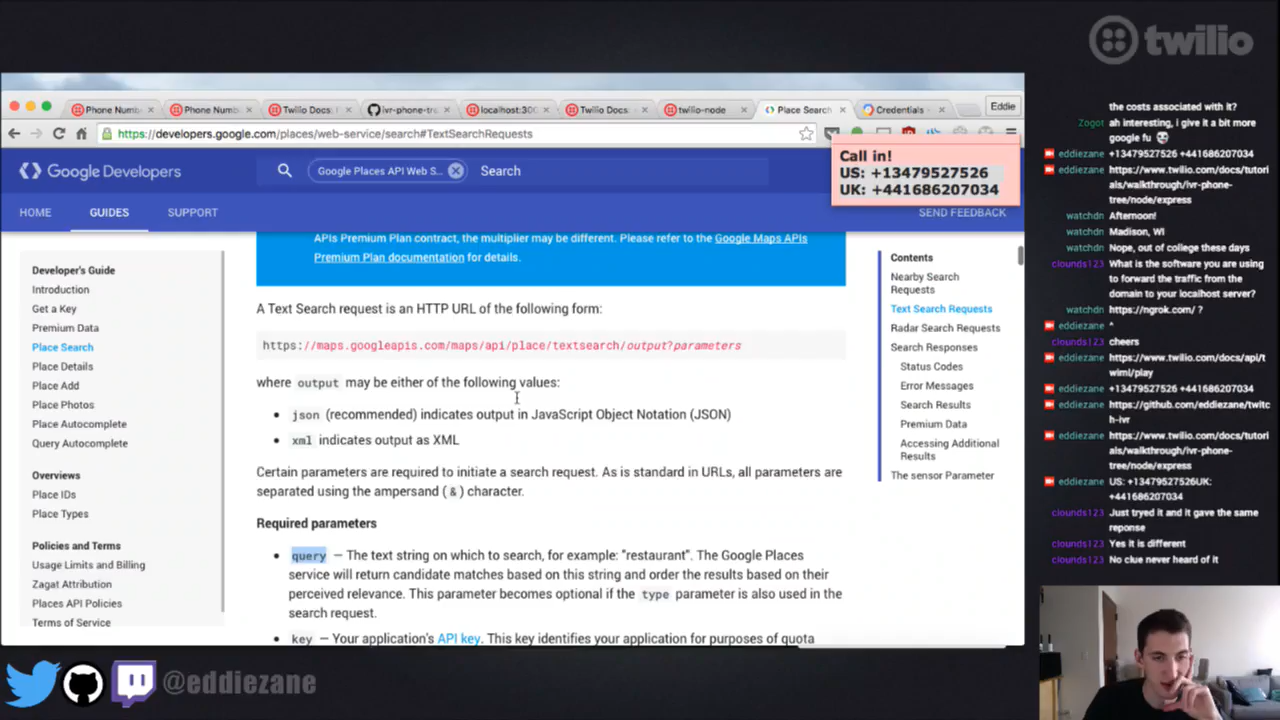 twilio
Phone Numb
Phone Numb
Twilio Docs:
ivr-phone-tre
localhost:300
Twilio Docs:
twilio-node
Place Search
Credentials -
Eddie
https://developers.google.com/places/web-service/search#TextSearchRequests
Google Developers
Google Places API Web S...
Search
Call in!
US: +13479527526
UK: +441686207034
HOME
GUIDES
SUPPORT
SEND FEEDBACK
Developer's Guide
Introduction
Get a Key
Premium Data
Place Search
Place Details
Place Add
Place Photos
Place Autocomplete
Query Autocomplete
Overviews
Place IDs
Place Types
Policies and Terms
Usage Limits and Billing
Zagat Attribution
Places API Policies
Terms of Service
APIs Premium Plan contract, the multiplier may be different. Please refer to the Google Maps APIs
Premium Plan documentation for details.
A Text Search request is an HTTP URL of the following form:
https://maps.googleapis.com/maps/api/place/textsearch/output?parameters
where output may be either of the following values:
json (recommended) indicates output in JavaScript Object Notation (JSON)
xml indicates output as XML
Certain parameters are required to initiate a search request. As is standard in URLs, all parameters are
separated using the ampersand (&) character.
Required parameters
query — The text string on which to search, for example: "restaurant". The Google Places
service will return candidate matches based on this string and order the results based on their
perceived relevance. This parameter becomes optional if the type parameter is also used in the
search request.
key — Your application's API key. This key identifies your application for purposes of quota
Contents
Nearby Search
Requests
Text Search Requests
Radar Search Requests
Search Responses
Status Codes
Error Messages
Search Results
Premium Data
Accessing Additional
Results
The sensor Parameter
the costs associated with it?
Zogot ah interesting, i give it a bit more
google fu
eddiezane +13479527526 +441686207034
eddiezane https://www.twilio.com/docs/tutori
als/walkthrough/ivr-phone-
tree/node/express
watchdn Afternoon!
watchdn Madison, WI
watchdn Nope, out of college these days
clounds123 What is the software you are using
to forward the traffic from the
domain to your localhost server?
watchdn https://ngrok.com/ ?
eddiezane ^
clounds123 cheers
eddiezane https://www.twilio.com/docs/api/t
wiml/play
eddiezane +13479527526 +441686207034
eddiezane https://github.com/eddiezane/twitc
h-ivr
eddiezane https://www.twilio.com/docs/tutori
als/walkthrough/ivr-phone-
tree/node/express
eddiezane US: +13479527526UK:
+441686207034
clounds123 Just tryed it and it gave the same
reponse
clounds123 Yes it is different
clounds123 No clue never heard of it
@eddiezane